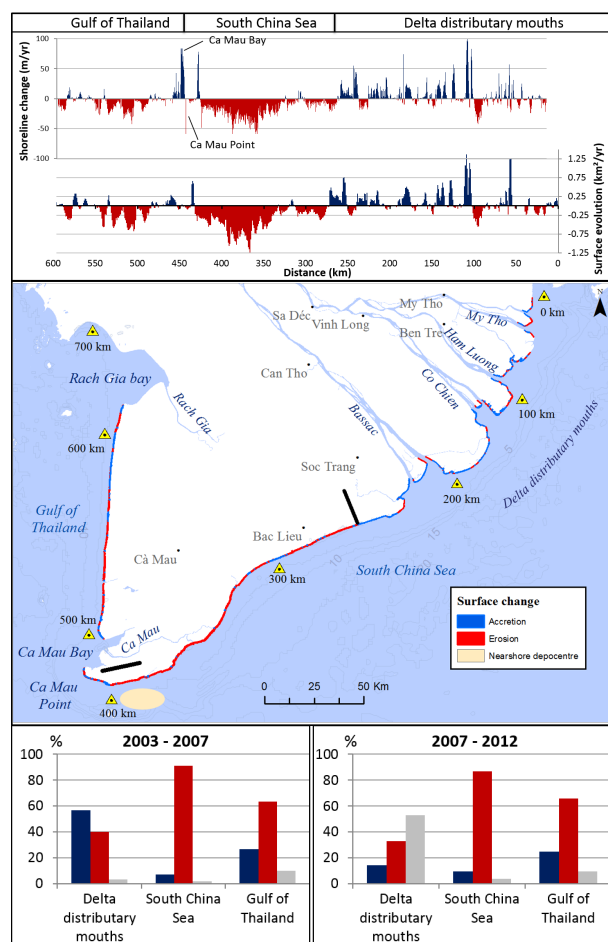 Gulf of Thailand South China Sea Delta distributary mouths
Shoreline change (m/yr)
100
50
0
-50
-100
Ca Mau Bay
Ca Mau Point
1.25
0.75
0.25
-0.25
-0.75
-1.25
Surface evolution (km²/yr)
600 550 500 450 400 350 300 250 200 150 100 50 0
Distance (km)
N
0 km
My Tho
My Tho
Sa Déc
Vinh Long
Ben Tre
Ham Luong
700 km
Rach Gia bay
Can Tho
Co Chien
Bassac
Rach Gia
100 km
Delta distributary mouths
600 km
5
Soc Trang
200 km
Gulf of
Thailand
Bac Lieu
10
15
Cà Mau
300 km
South China Sea
500 km
Ca Mau
Ca Mau Bay
Ca Mau
Point
400 km
0 25 50 Km
Surface change
Accretion
Erosion
Nearshore depocentre
% 2003 - 2007
100
80
60
40
20
0
Delta
distributary
mouths
South China
Sea
Gulf of
Thailand
% 2007 - 2012
100
80
60
40
20
0
Delta
distributary
mouths
South China
Sea
Gulf of
Thailand